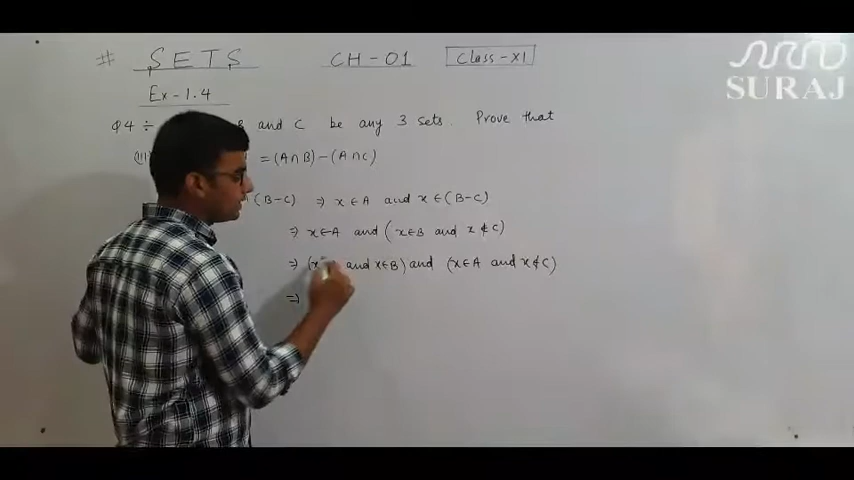 # SETS CH-01 Class-XI
SURAJ
Ex-1.4
Q4 ÷ B and C be any 3 sets. Prove that
(iii) =(A∩B)-(A∩C)
(B-C) ⇒ x∈A and x∈(B-C)
⇒ x∈A and (x∈B and x∉C)
⇒ (x and x∈B) and (x∈A and x∉C)
⇒